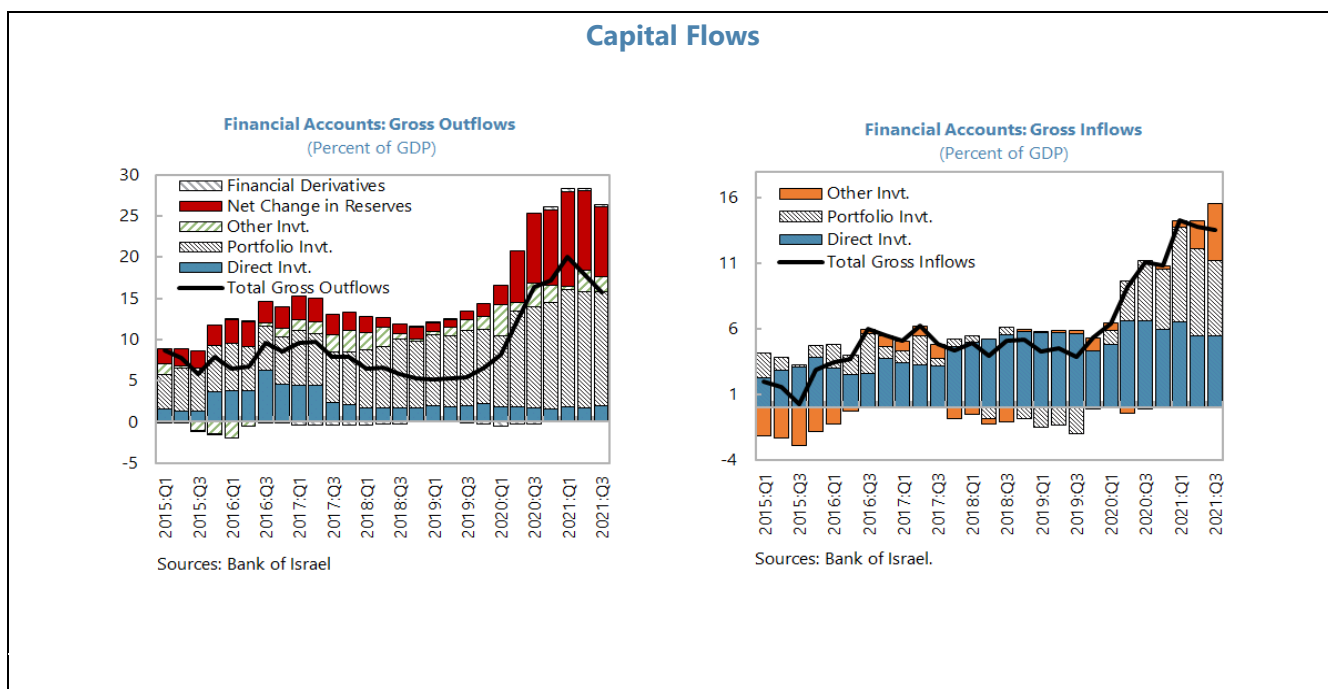 Capital Flows
Financial Accounts: Gross Outflows
(Percent of GDP)
30
25
20
15
10
5
0
-5
Financial Derivatives
Net Change in Reserves
Other Invt.
Portfolio Invt.
Direct Invt.
Total Gross Outflows
2015:Q1
2015:Q3
2016:Q1
2016:Q3
2017:Q1
2017:Q3
2018:Q1
2018:Q3
2019:Q1
2019:Q3
2020:Q1
2020:Q3
2021:Q1
2021:Q3
Sources: Bank of Israel
Financial Accounts: Gross Inflows
(Percent of GDP)
16
11
6
1
-4
Other Invt.
Portfolio Invt.
Direct Invt.
Total Gross Inflows
2015:Q1
2015:Q3
2016:Q1
2016:Q3
2017:Q1
2017:Q3
2018:Q1
2018:Q3
2019:Q1
2019:Q3
2020:Q1
2020:Q3
2021:Q1
2021:Q3
Sources: Bank of Israel.